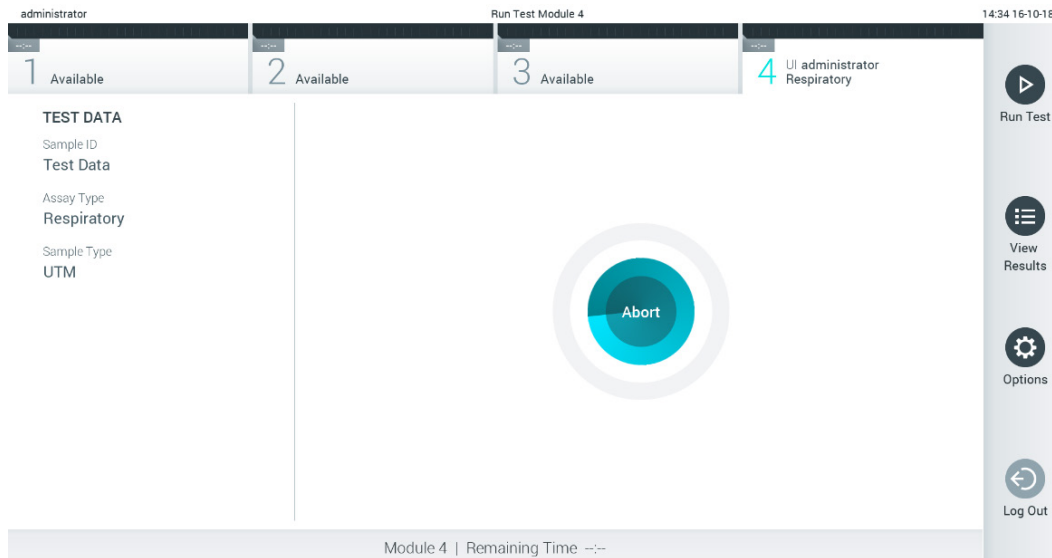 administrator
Run Test Module 4
14:34 16-10-18
--:--
--:--
--:--
--:--
1 Available
2 Available
3 Available
4 UI administrator
Respiratory
Run Test
TEST DATA
Sample ID
Test Data
Assay Type
Respiratory
Sample Type
UTM
Abort
View
Results
Options
Log Out
Module 4 | Remaining Time --:--